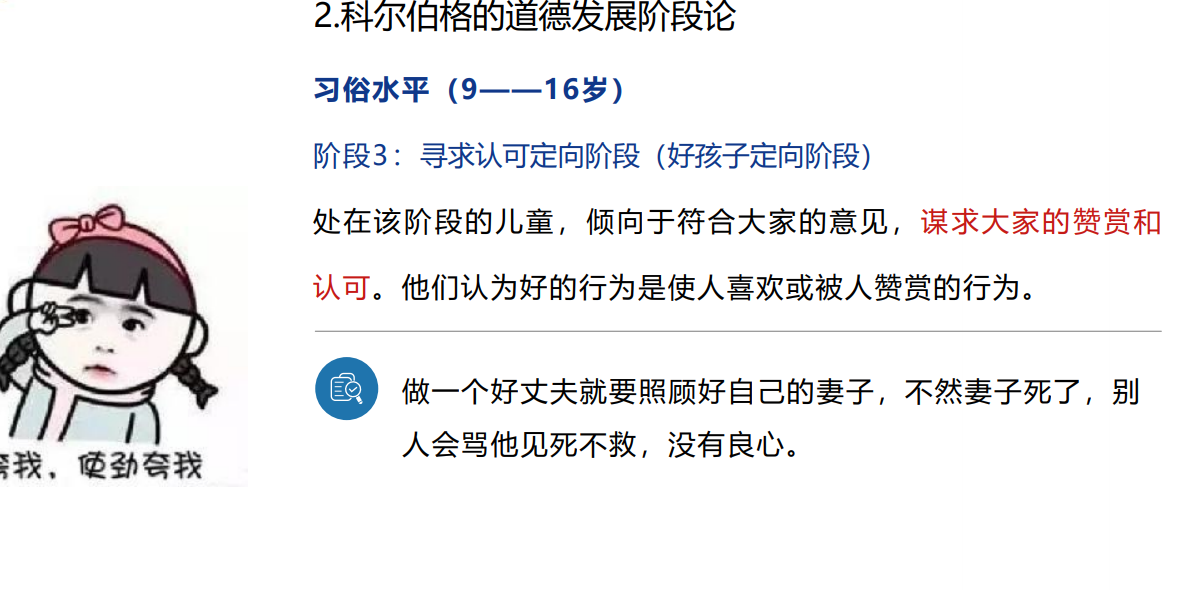 2.科尔伯格的道德发展阶段论
习俗水平（9——16岁）
阶段3：寻求认可定向阶段（好孩子定向阶段）
处在该阶段的儿童，倾向于符合大家的意见，谋求大家的赞赏和
认可。他们认为好的行为是使人喜欢或被人赞赏的行为。
做一个好丈夫就要照顾好自己的妻子，不然妻子死了，别
人会骂他见死不救，没有良心。
夸我，使劲夸我